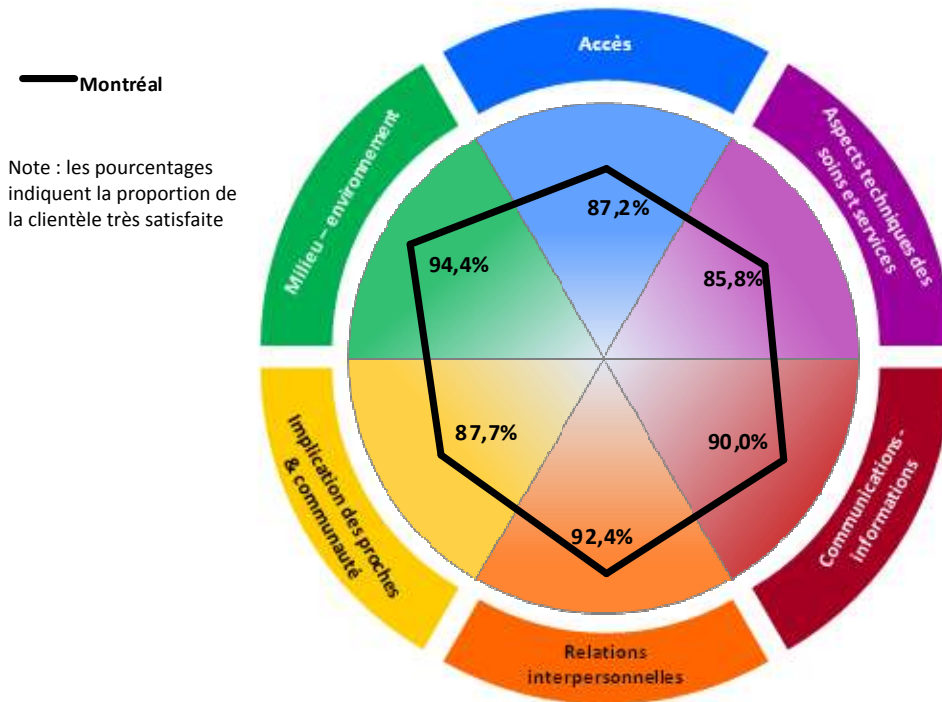 Montréal
Note : les pourcentages
indiquent la proportion de
la clientèle très satisfaite
Accès
Aspects techniques des
soins et services
Communications -
informations
Relations
interpersonnelles
Implication des proches
& communauté
Milieu – environnement
87,2%
85,8%
90,0%
92,4%
87,7%
94,4%